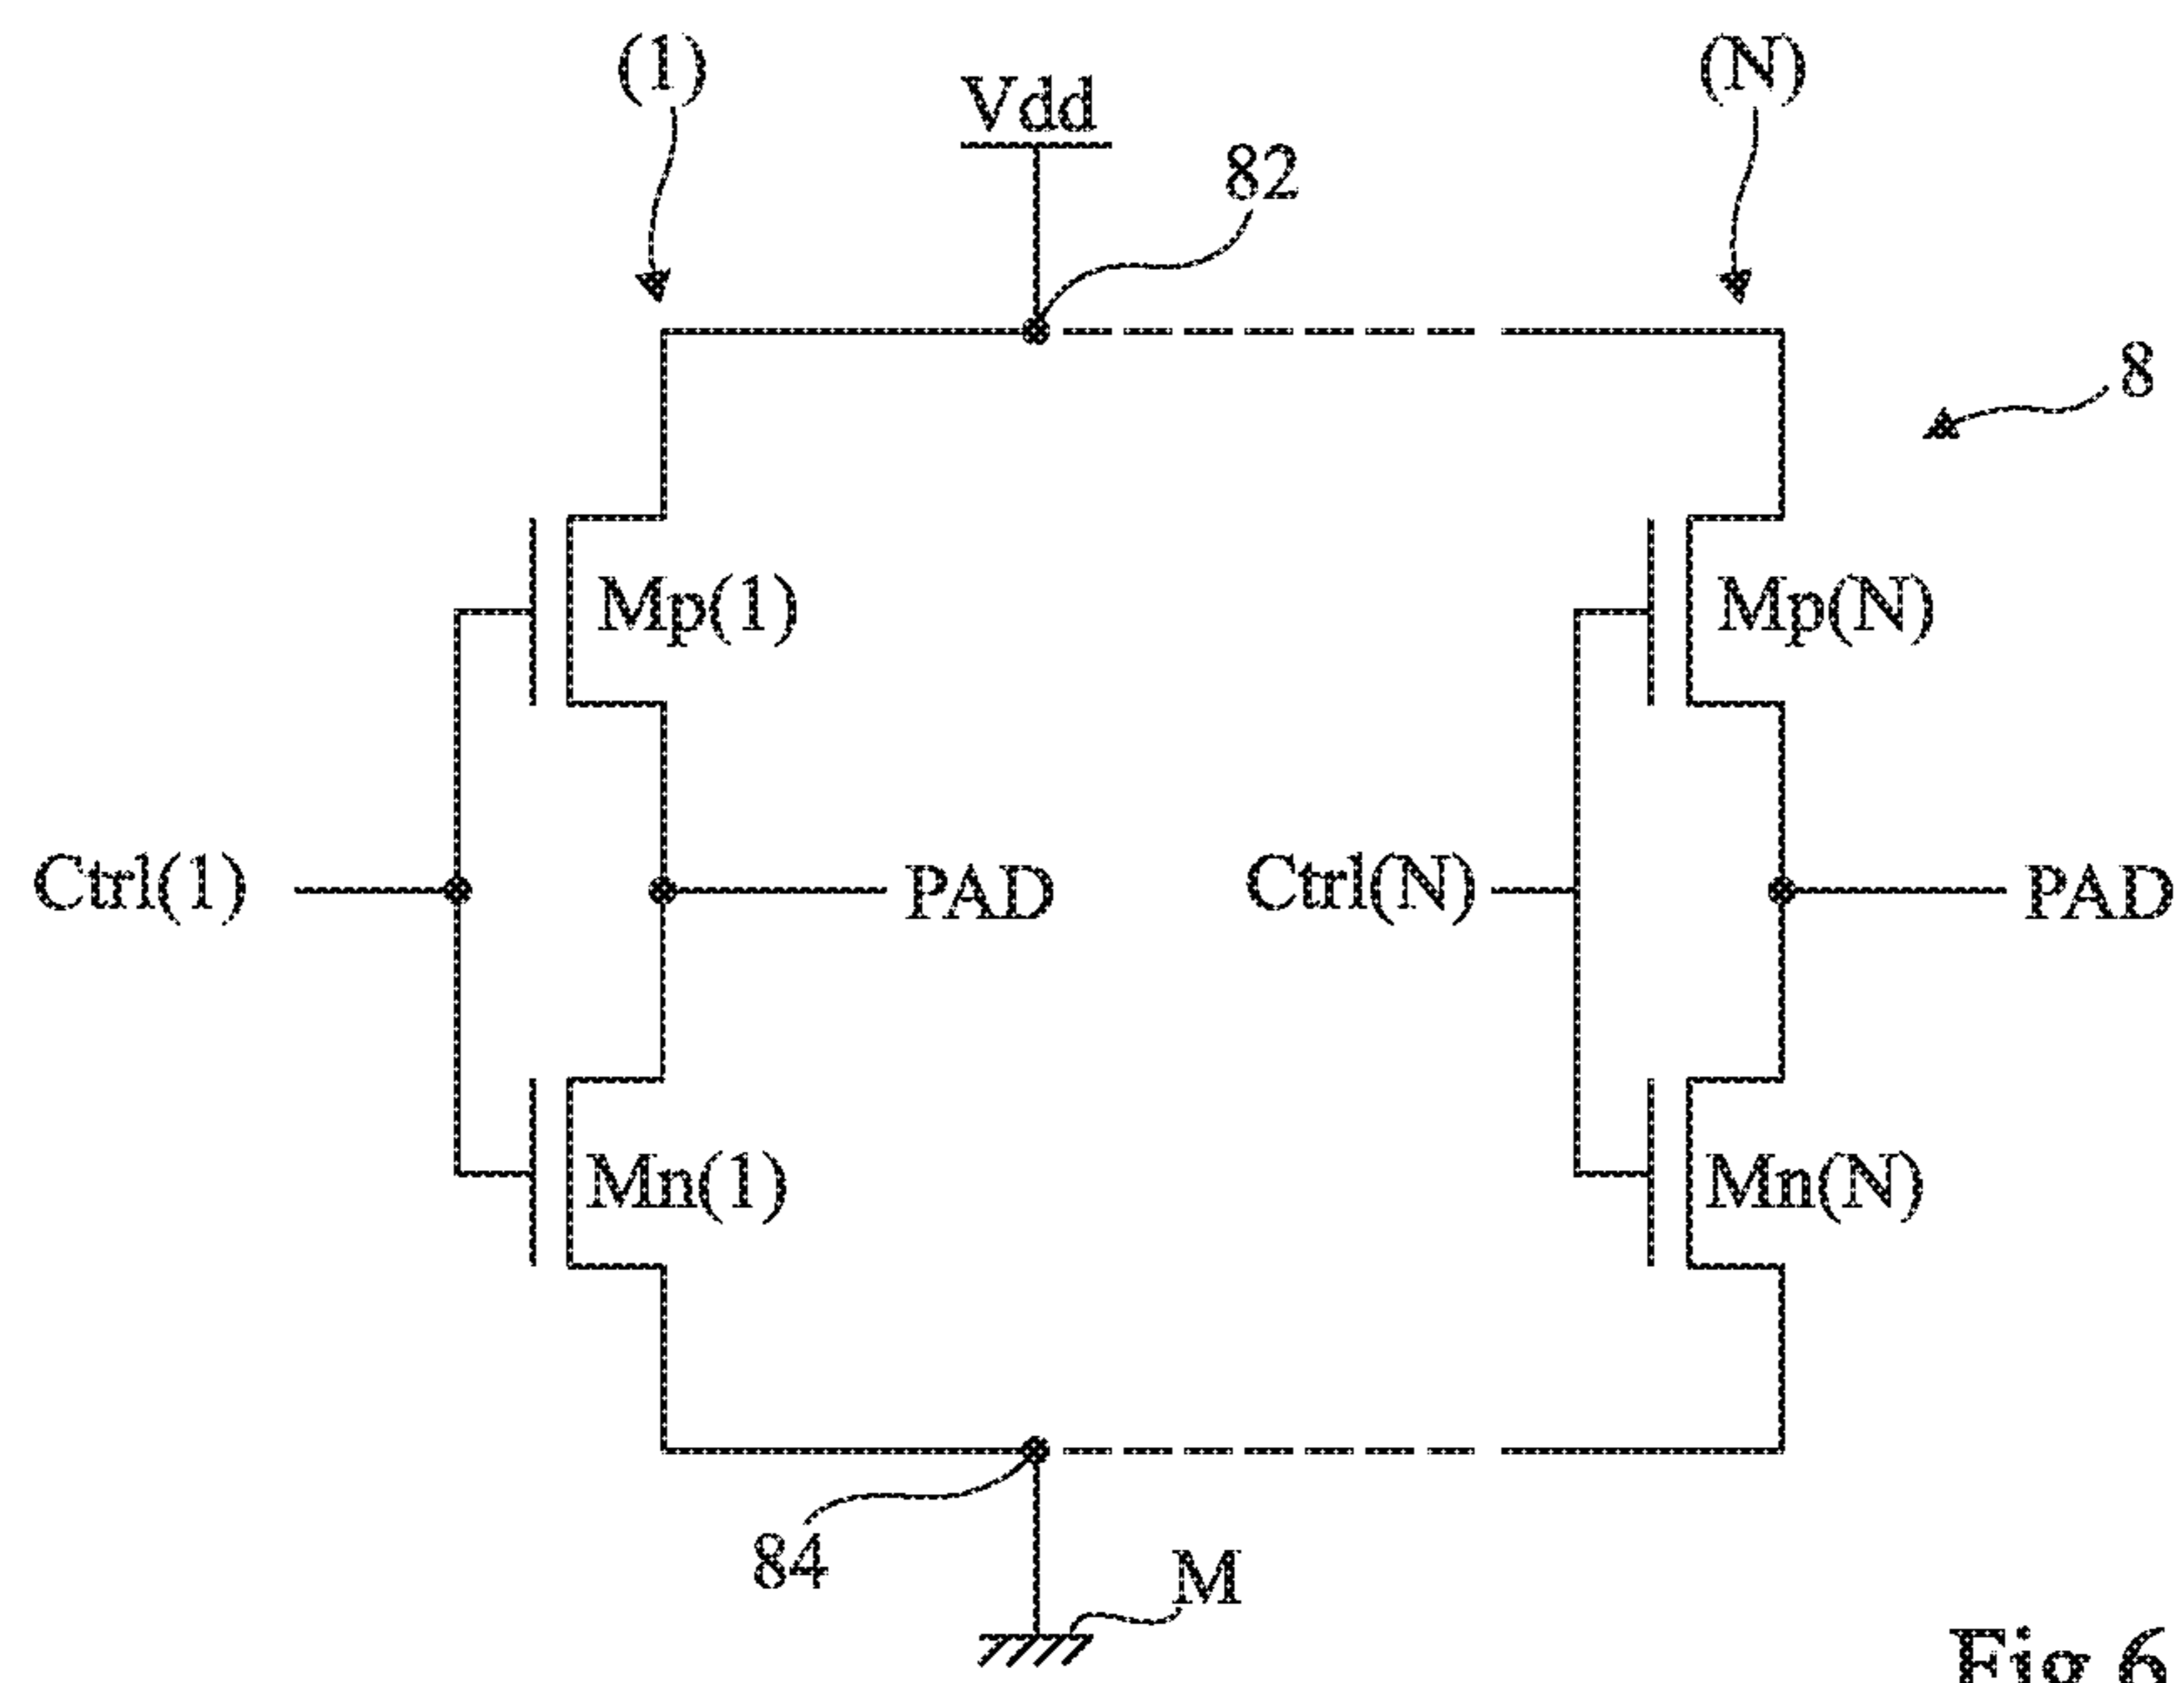 (1)
(N)
Vdd
82
8
Mp(1)
Mp(N)
Ctrl(1)
PAD
Ctrl(N)
PAD
Mn(1)
Mn(N)
84
M
Fig 6